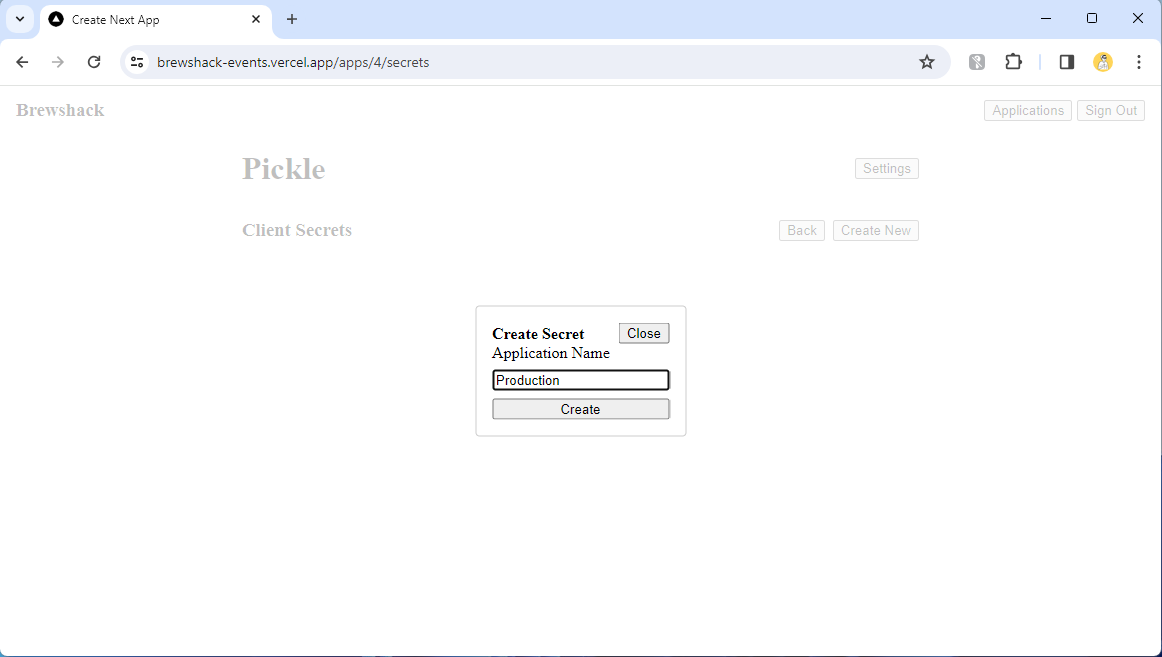 Create Next App
brewshack-events.vercel.app/apps/4/secrets
Brewshack Applications Sign Out
Pickle Settings
Client Secrets Back Create New
Create Secret Close
Application Name
Production
Create